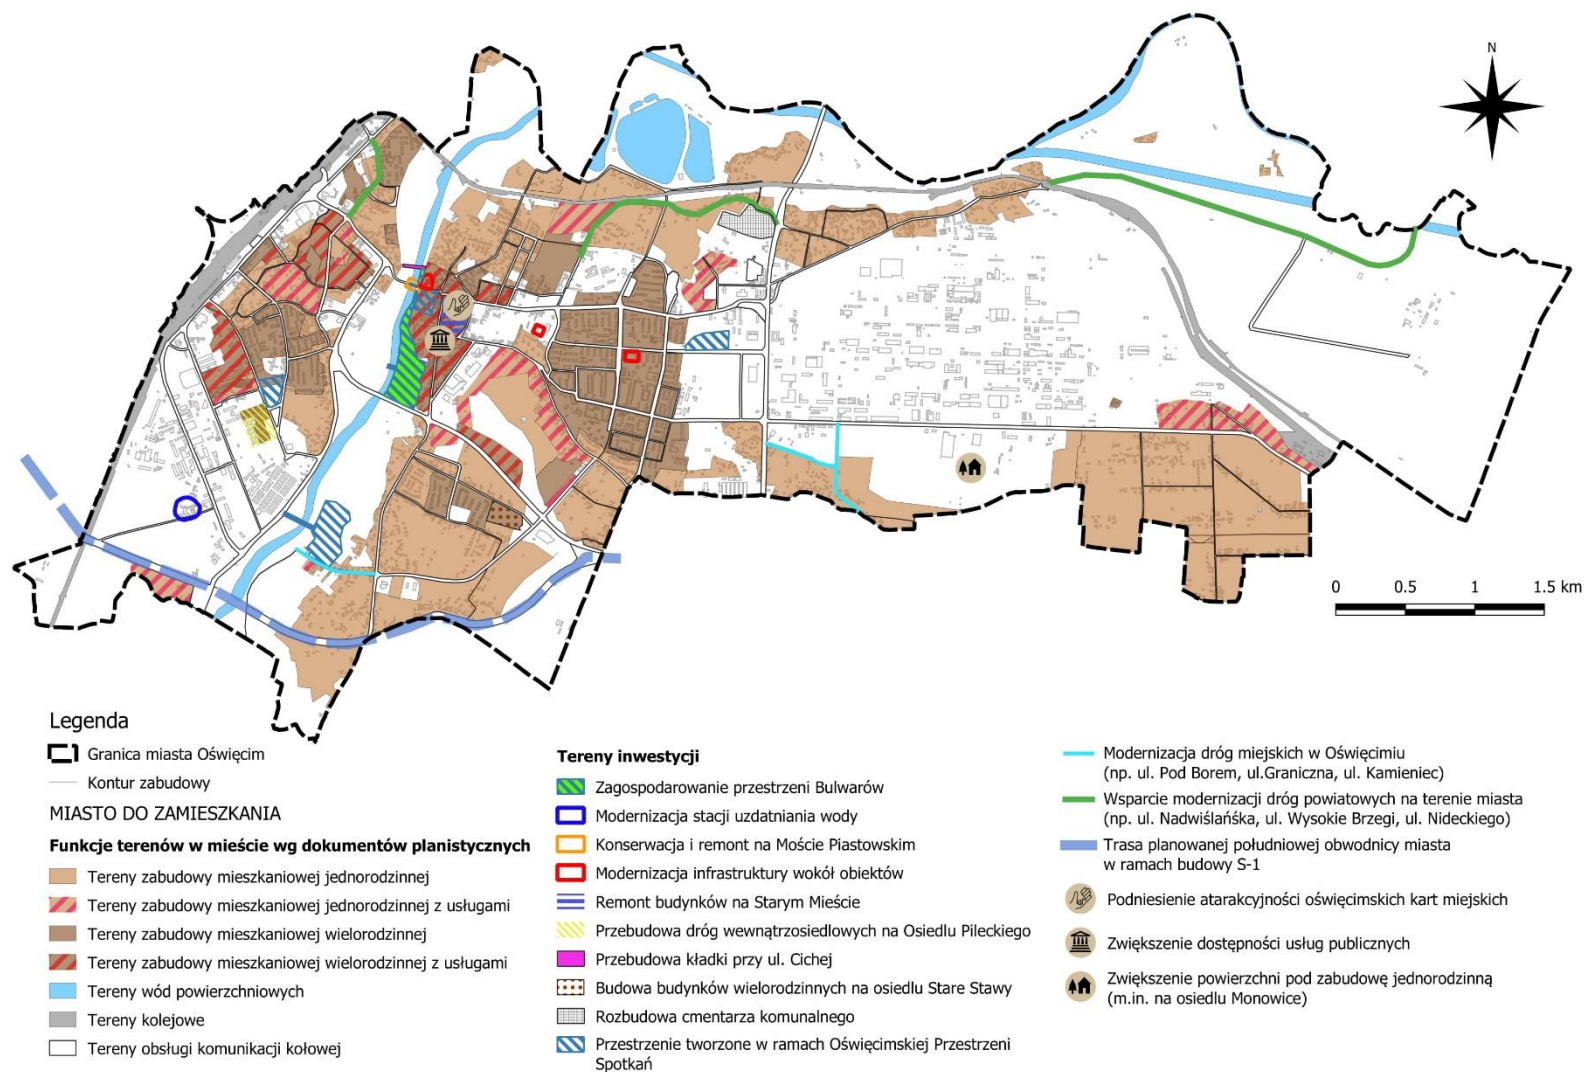 N
0 0.5 1 1.5 km
Legenda
Granica miasta Oświęcim
Kontur zabudowy
MIASTO DO ZAMIESZKANIA
Funkcje terenów w mieście wg dokumentów planistycznych
Tereny zabudowy mieszkaniowej jednorodzinnej
Tereny zabudowy mieszkaniowej jednorodzinnej z usługami
Tereny zabudowy mieszkaniowej wielorodzinnej
Tereny zabudowy mieszkaniowej wielorodzinnej z usługami
Tereny wód powierzchniowych
Tereny kolejowe
Tereny obsługi komunikacji kołowej
Tereny inwestycji
Zagospodarowanie przestrzeni Bulwarów
Modernizacja stacji uzdatniania wody
Konserwacja i remont na Moście Piastowskim
Modernizacja infrastruktury wokół obiektów
Remont budynków na Starym Mieście
Przebudowa dróg wewnątrzosiedlowych na Osiedlu Pileckiego
Przebudowa kładki przy ul. Cichej
Budowa budynków wielorodzinnych na osiedlu Stare Stawy
Rozbudowa cmentarza komunalnego
Przestrzenie tworzone w ramach Oświęcimskiej Przestrzeni
Spotkań
Modernizacja dróg miejskich w Oświęcimiu
(np. ul. Pod Borem, ul.Graniczna, ul. Kamieniec)
Wsparcie modernizacji dróg powiatowych na terenie miasta
(np. ul. Nadwiślańśka, ul. Wysokie Brzegi, ul. Nideckiego)
Trasa planowanej południowej obwodnicy miasta
w ramach budowy S-1
Podniesienie atarakcyjności oświęcimskich kart miejskich
Zwiększenie dostępności usług publicznych
Zwiększenie powierzchni pod zabudowę jednorodzinną
(m.in. na osiedlu Monowice)